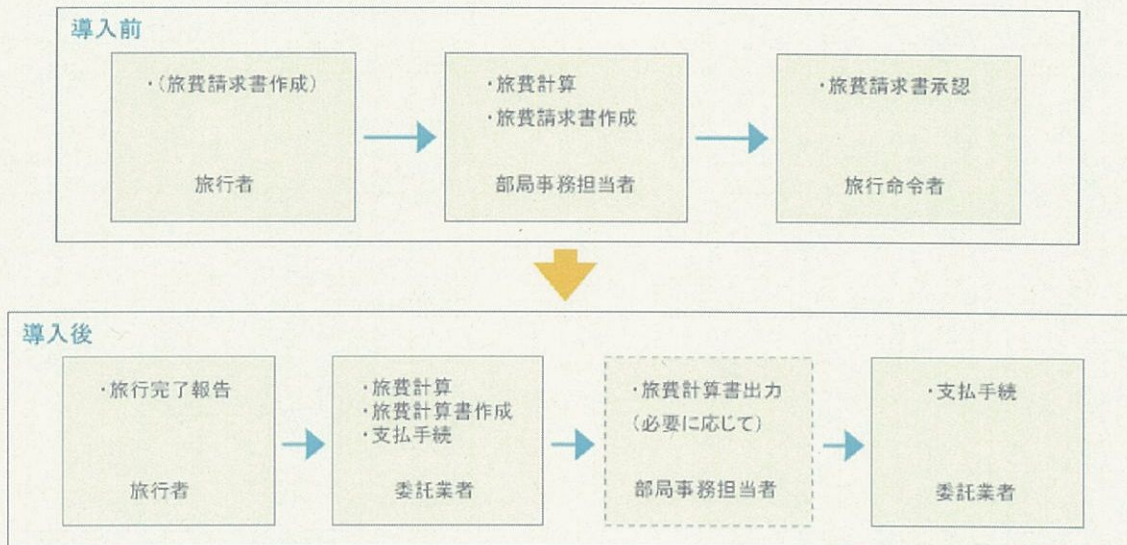 導入前
・(旅費請求書作成)
旅行者
・旅費計算
・旅費請求書作成
部局事務担当者
・旅費請求書承認
旅行命令者
導入後
・旅行完了報告
旅行者
・旅費計算
・旅費計算書作成
・支払手続
委託業者
・旅費計算書出力
(必要に応じて)
部局事務担当者
・支払手続
委託業者